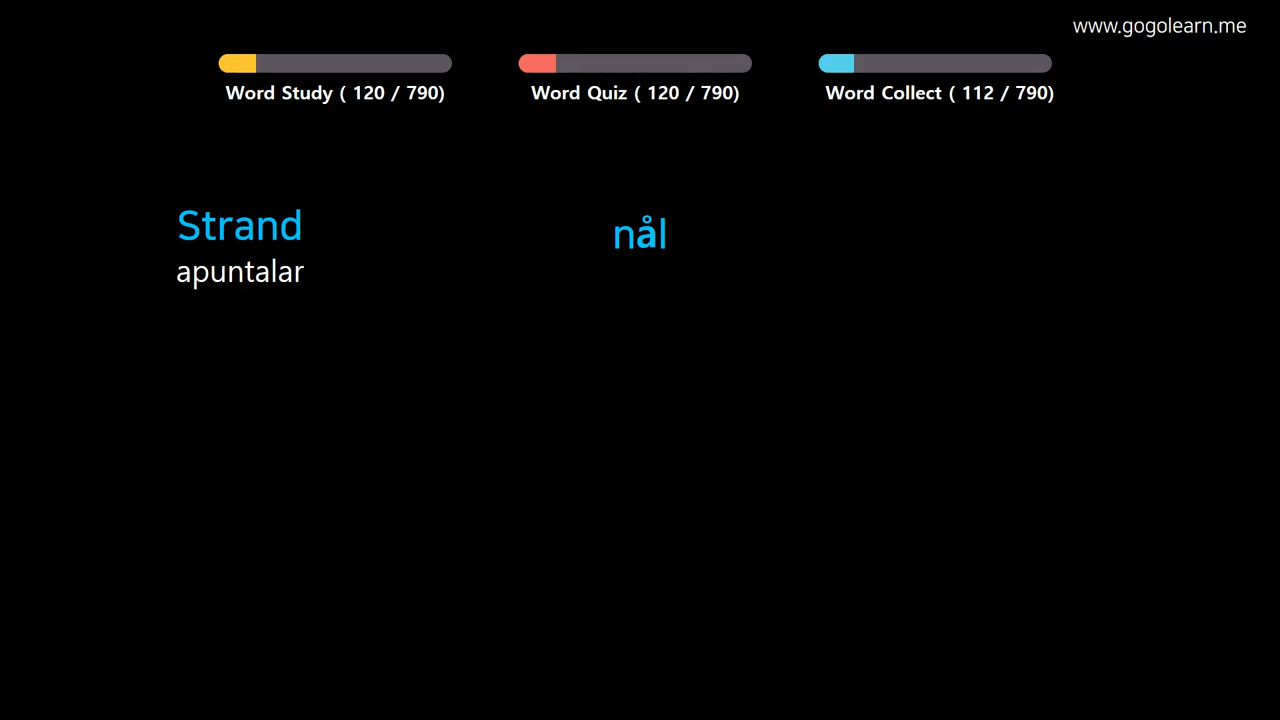 www.gogolearn.me
Word Study ( 120 / 790)
Word Quiz ( 120 / 790)
Word Collect ( 112 / 790)
Strand
apuntalar
nål